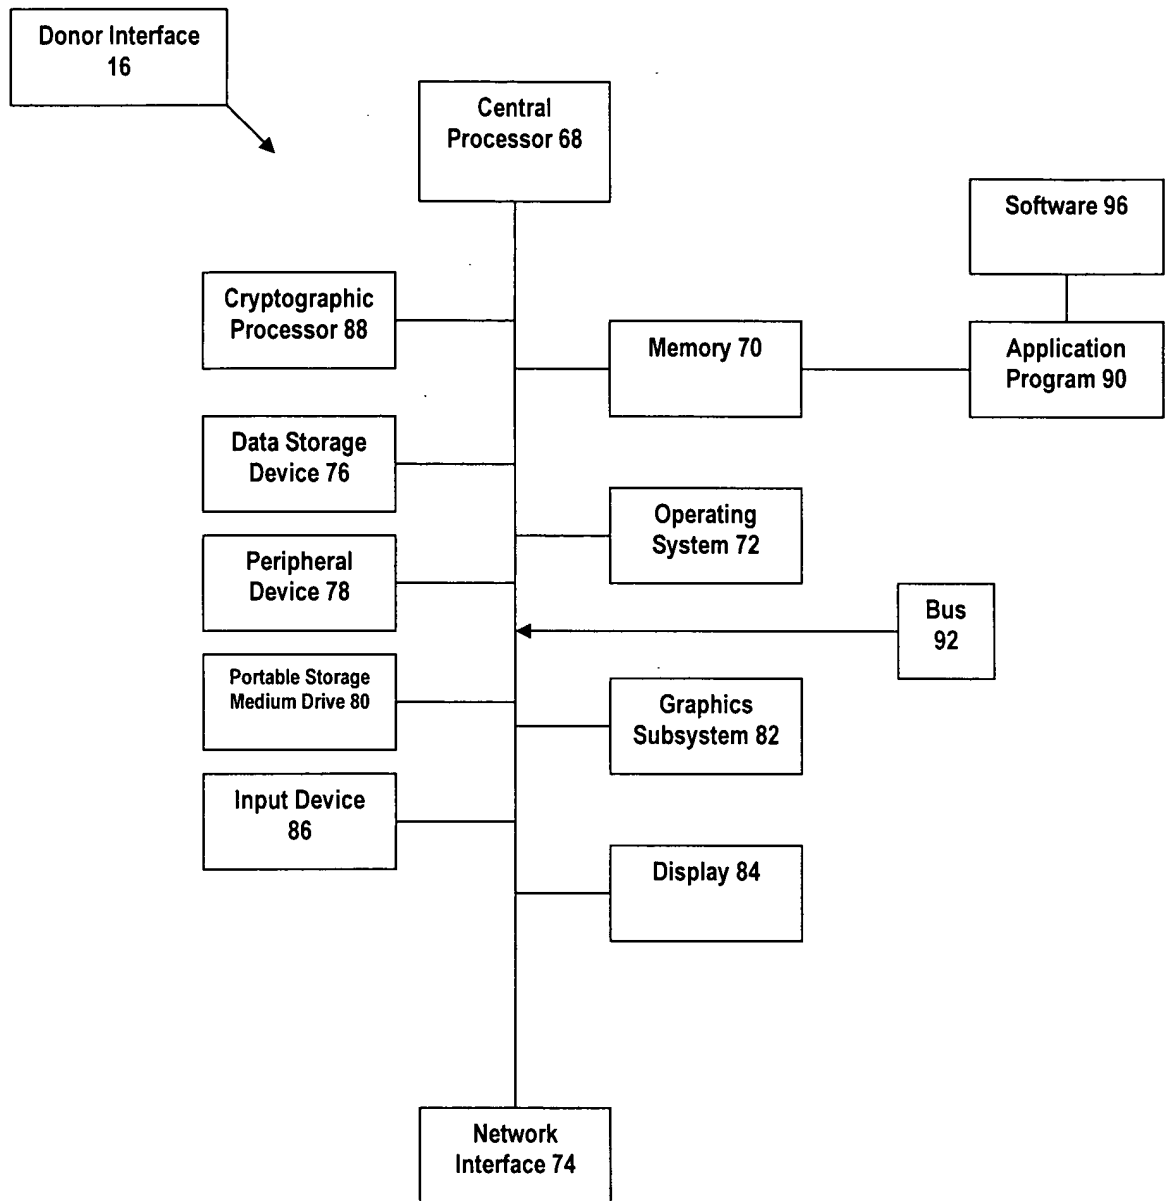 Donor Interface
16
Central
Processor 68
Software 96
Cryptographic
Processor 88
Memory 70
Application
Program 90
Data Storage
Device 76
Operating
System 72
Peripheral
Device 78
Bus
92
Portable Storage
Medium Drive 80
Graphics
Subsystem 82
Input Device
86
Display 84
Network
Interface 74